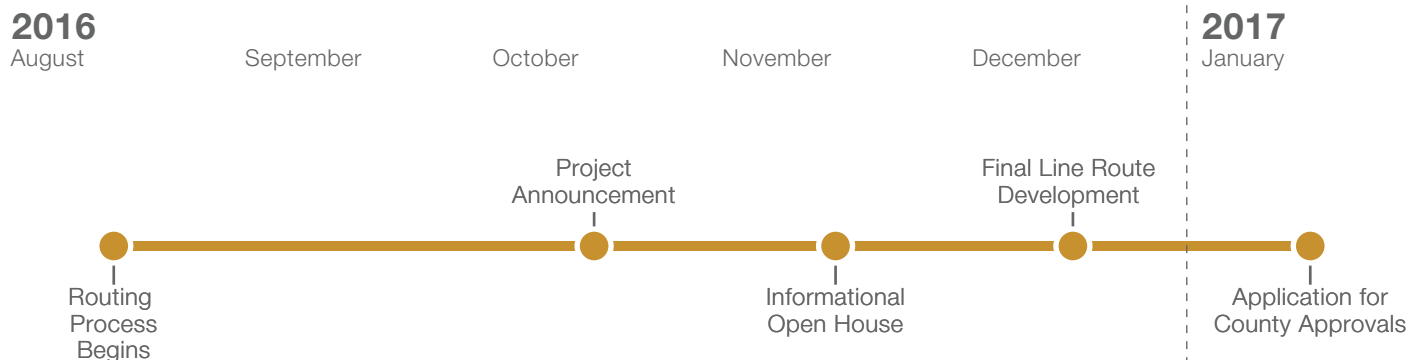 2016
August
September
October
November
December
2017
January
Project
Announcement
Final Line Route
Development
Routing
Process
Begins
Informational
Open House
Application for
County Approvals